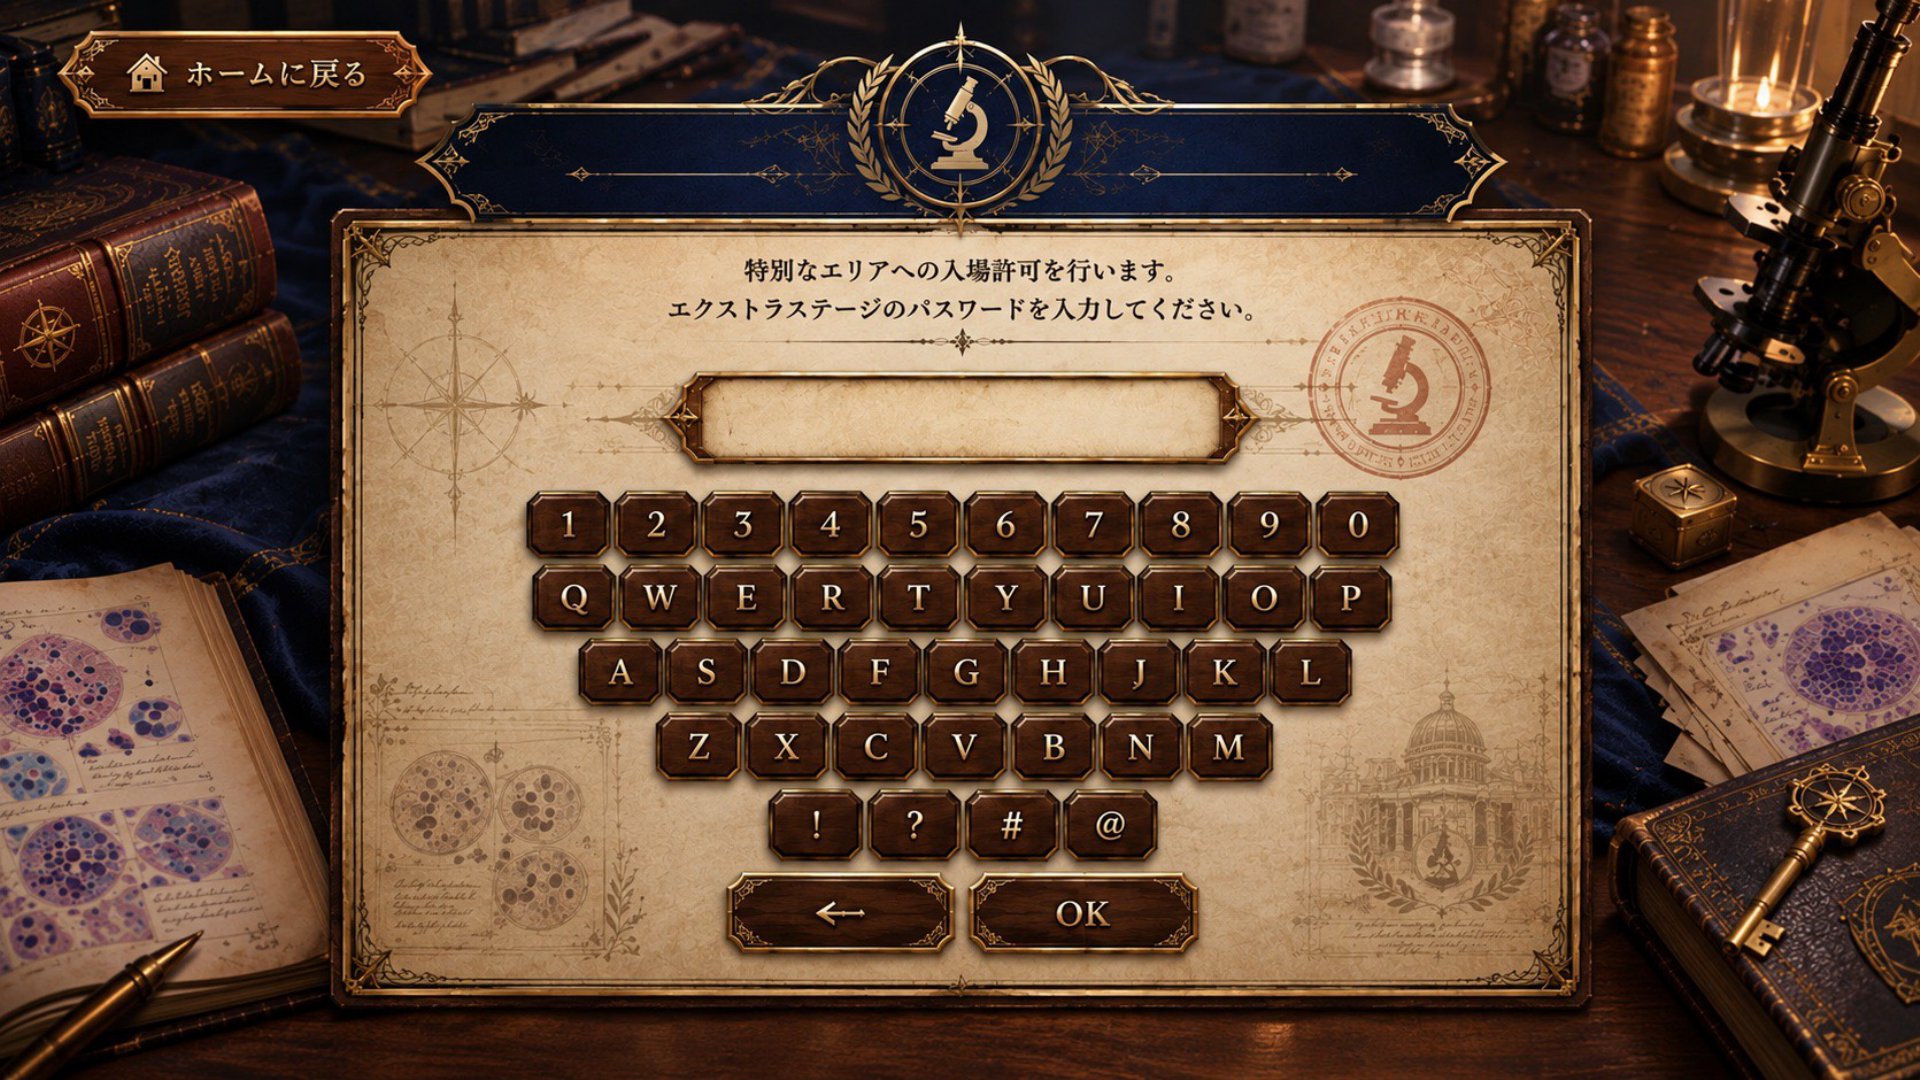 ホームに戻る
特別なエリアへの入場許可を行います。
エクストラステージのパスワードを入力してください。
1 2 3 4 5 6 7 8 9 0
Q W E R T Y U I O P
A S D F G H J K L
Z X C V B N M
! ? # @
← OK